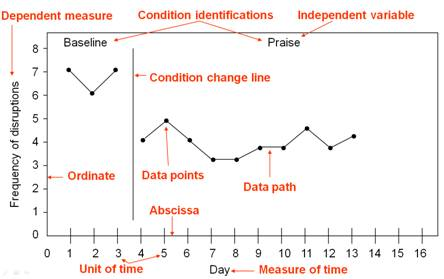 Dependent measure
Condition identifications
Independent variable
Baseline
Praise
Condition change line
Frequency of disruptions
8
7
6
5
4
3
2
1
0
Ordinate
Data points
Data path
Abscissa
0 1 2 3 4 5 6 7 8 9 10 11 12 13 14 15 16
Unit of time
Day
Measure of time